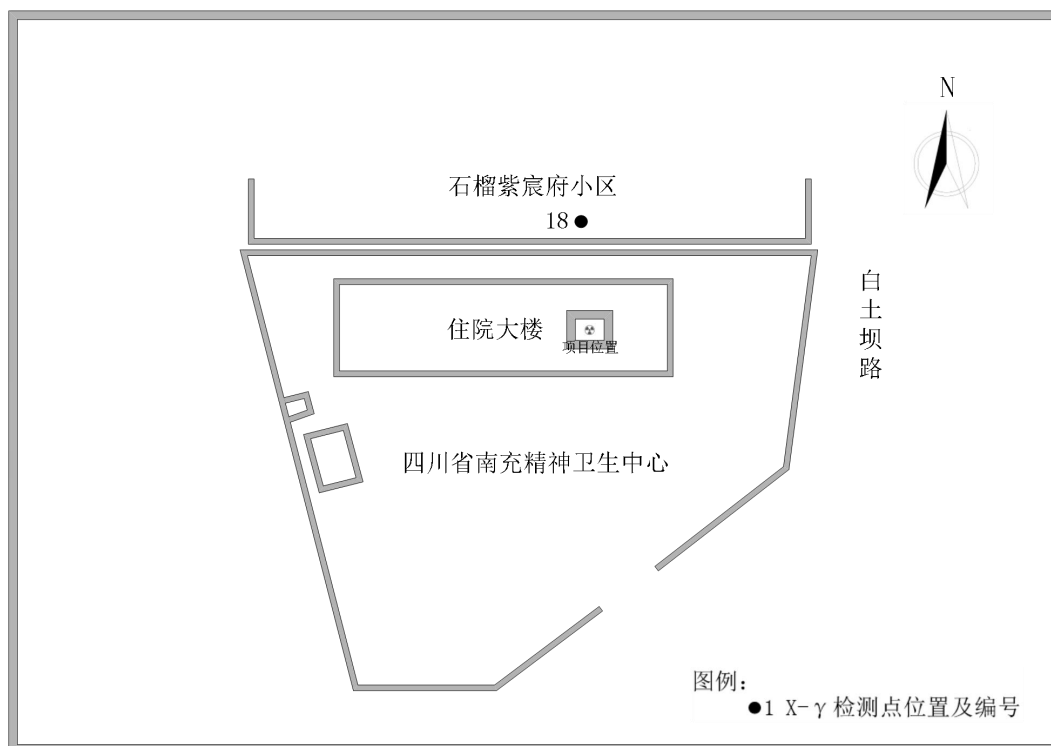 N
石榴紫宸府小区
18●
白土坝路
住院大楼
项目位置
四川省南充精神卫生中心
图例：
●1 X-γ检测点位置及编号